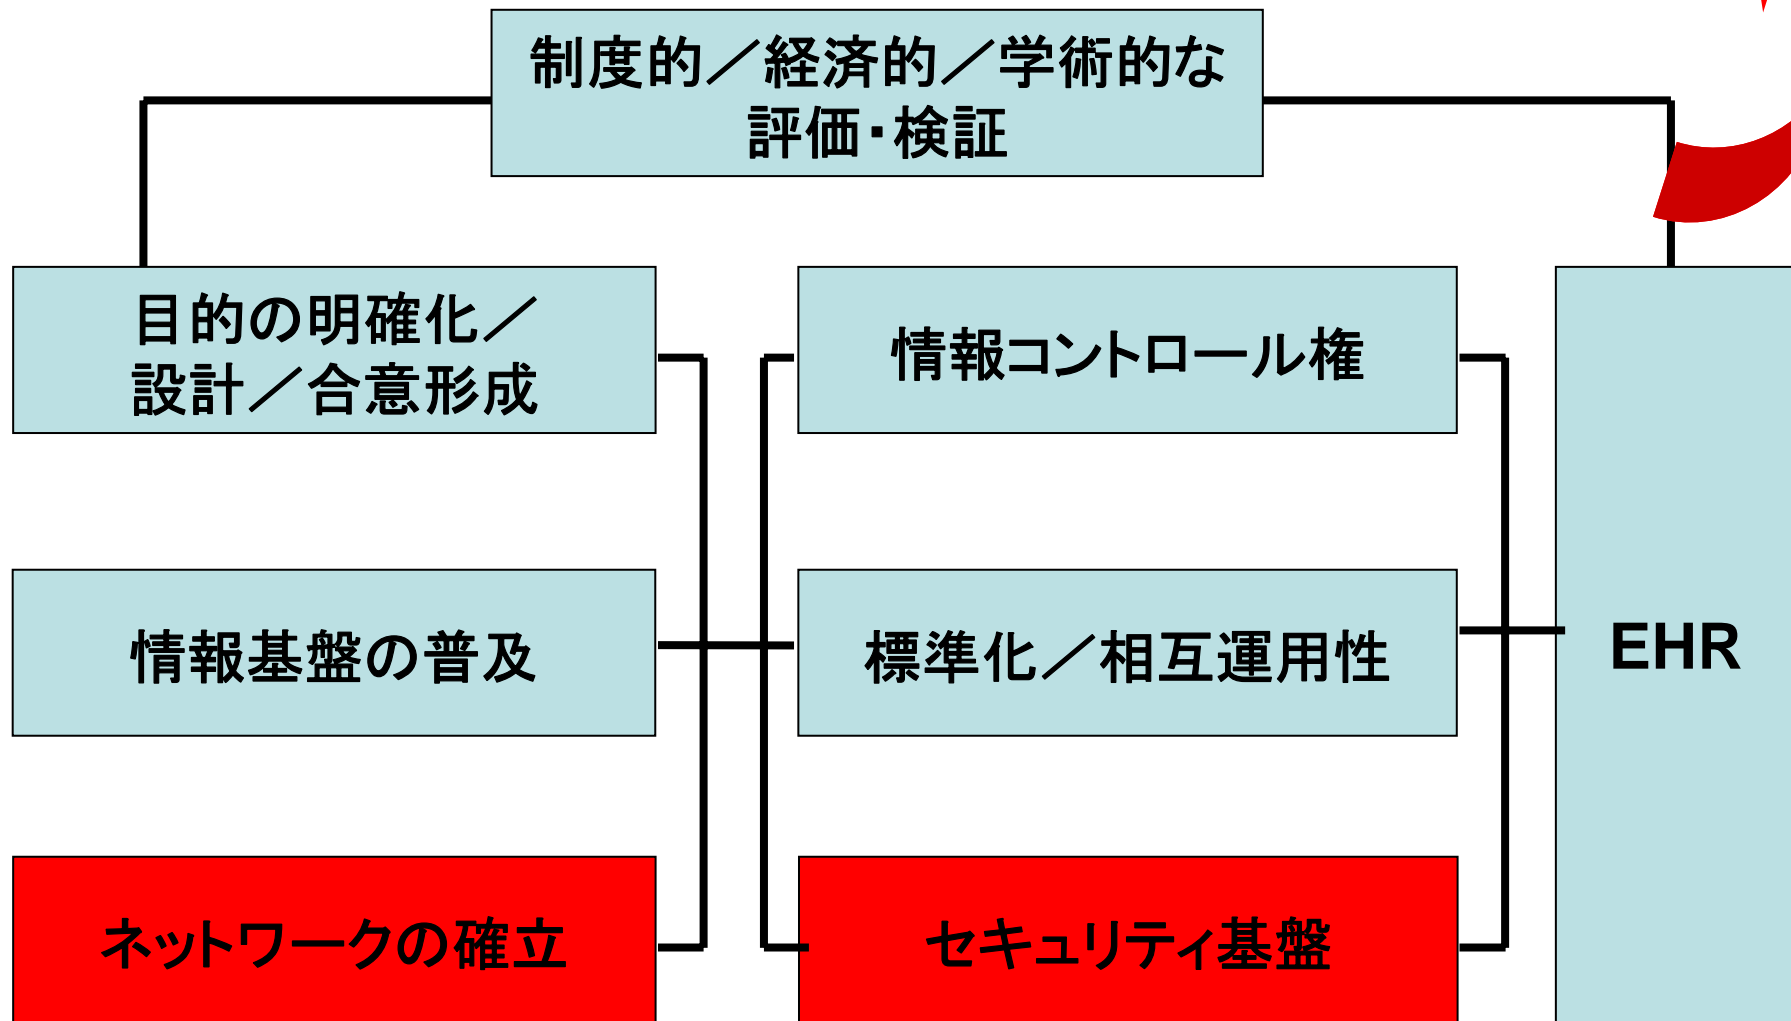 制度的／経済的／学術的な
評価・検証
目的の明確化／
設計／合意形成
情報コントロール権
情報基盤の普及
標準化／相互運用性
EHR
ネットワークの確立
セキュリティ基盤